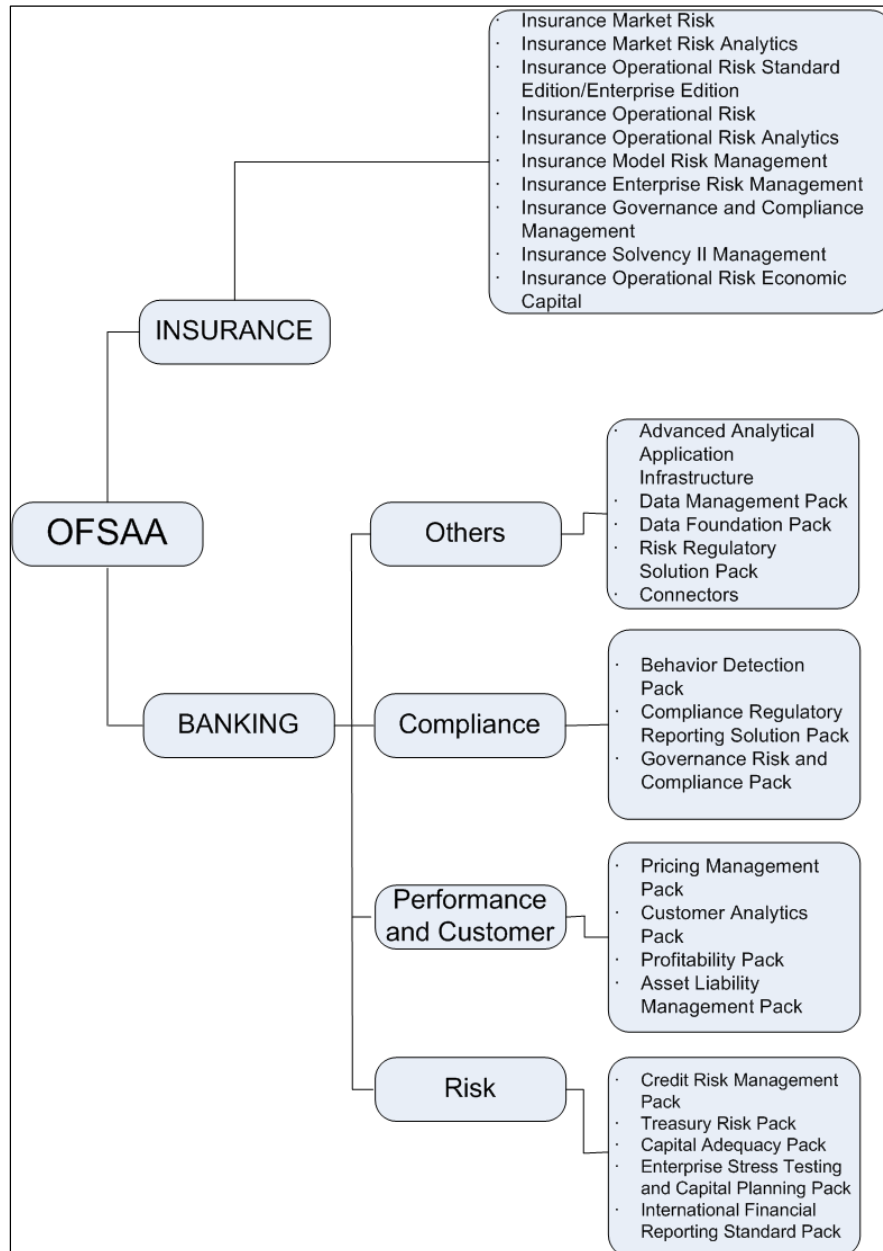 · Insurance Market Risk
· Insurance Market Risk Analytics
· Insurance Operational Risk Standard
Edition/Enterprise Edition
· Insurance Operational Risk
· Insurance Operational Risk Analytics
· Insurance Model Risk Management
· Insurance Enterprise Risk Management
· Insurance Governance and Compliance
Management
· Insurance Solvency II Management
· Insurance Operational Risk Economic
Capital
INSURANCE
OFSAA
BANKING
Others
· Advanced Analytical
Application
Infrastructure
· Data Management Pack
· Data Foundation Pack
· Risk Regulatory
Solution Pack
· Connectors
Compliance
· Behavior Detection
Pack
· Compliance Regulatory
Reporting Solution Pack
· Governance Risk and
Compliance Pack
Performance
and Customer
· Pricing Management
Pack
· Customer Analytics
Pack
· Profitability Pack
· Asset Liability
Management Pack
Risk
· Credit Risk Management
Pack
· Treasury Risk Pack
· Capital Adequacy Pack
· Enterprise Stress Testing
and Capital Planning Pack
· International Financial
Reporting Standard Pack